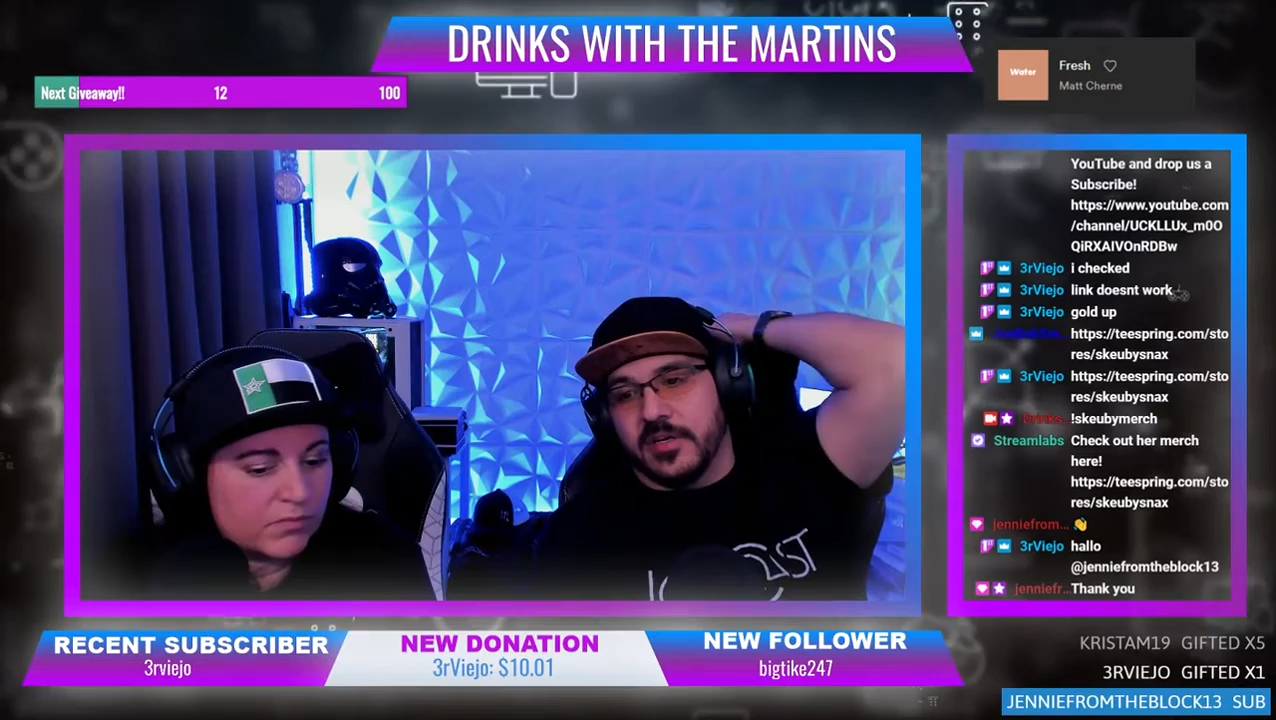 DRINKS WITH THE MARTINS
Next Giveaway!!
12
100
Water
Fresh
Matt Cherne
YouTube and drop us a
Subscribe!
https://www.youtube.com
/channel/UCKLLUx_m0O
QiRXAIVOnRDBw
3rViejo i checked
3rViejo link doesnt work
3rViejo gold up
https://teespring.com/sto
res/skeubysnax
3rViejo https://teespring.com/sto
res/skeubysnax
Drinks... !skeubymerch
Streamlabs Check out her merch
here!
https://teespring.com/sto
res/skeubysnax
jenniefrom...
3rViejo hallo
@jenniefromtheblock13
jenniefr... Thank you
RECENT SUBSCRIBER
3rviejo
NEW DONATION
3rViejo: $10.01
NEW FOLLOWER
bigtike247
KRISTAM19 GIFTED X5
3RVIEJO GIFTED X1
JENNIEFROMTHEBLOCK13 SUB